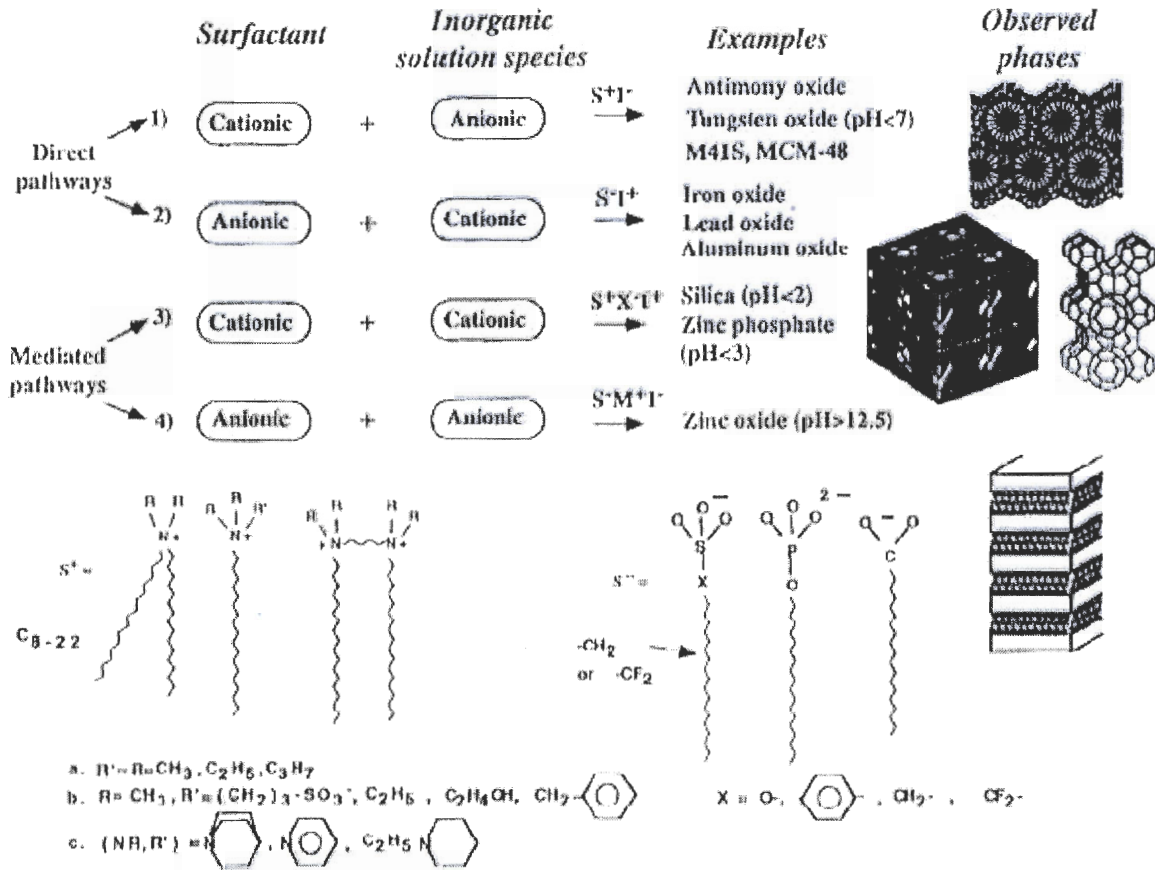 Surfactant
Inorganic
solution species
Examples
Observed
phases
Direct
pathways
1)
Cationic
+
Anionic
S⁺I⁻
Antimony oxide
Tungsten oxide (pH<7)
M41S, MCM-48
2)
Anionic
+
Cationic
S⁻I⁺
Iron oxide
Lead oxide
Aluminum oxide
Mediated
pathways
3)
Cationic
+
Cationic
S⁺X⁻I⁺
Silica (pH<2)
Zinc phosphate
(pH<3)
4)
Anionic
+
Anionic
S⁻M⁺I⁻
Zinc oxide (pH>12.5)
S⁺ =
R R
N+
R R'
R
N+
R R
+N
R R
N+
C8-22
S⁻ =
O O O −
S
X
O O O 2−
P
O
O − O
C
-CH₂
or -CF₂
a. R'=R=CH₃, C₂H₅, C₃H₇
b. R= CH₃, R'=(CH₂)₃-SO₃⁻, C₂H₅, C₂H₄OH, CH₂-
X = O-, , CH₂-, CF₂-
c. (NR,R') = N , N , C₂H₅ N